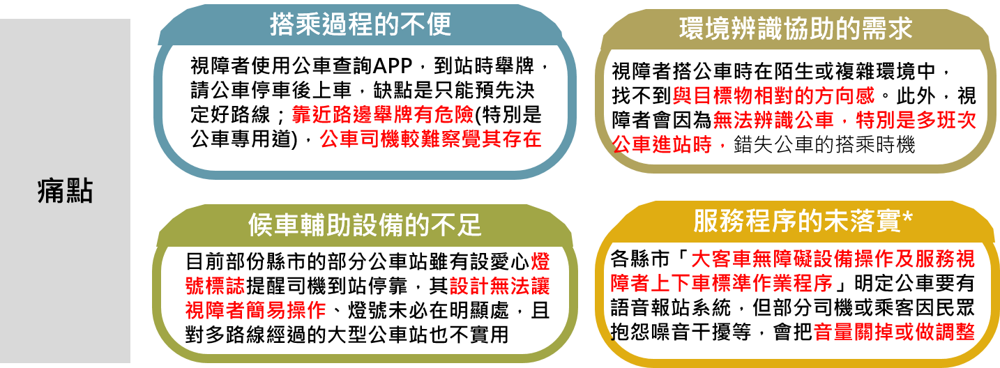 痛點
搭乘過程的不便
視障者使用公車查詢APP，到站時舉牌，
請公車停車後上車，缺點是只能預先決
定好路線；靠近路邊舉牌有危險(特別是
公車專用道)，公車司機較難察覺其存在
環境辨識協助的需求
視障者搭公車時在陌生或複雜環境中，
找不到與目標物相對的方向感。此外，視
障者會因為無法辨識公車，特別是多班次
公車進站時，錯失公車的搭乘時機
候車輔助設備的不足
目前部份縣市的部分公車站雖有設愛心燈
號標誌提醒司機到站停靠，其設計無法讓
視障者簡易操作、燈號未必在明顯處，且
對多路線經過的大型公車站也不實用
服務程序的未落實*
各縣市「大客車無障礙設備操作及服務視
障者上下車標準作業程序」明定公車要有
語音報站系統，但部分司機或乘客因民眾
抱怨噪音干擾等，會把音量關掉或做調整